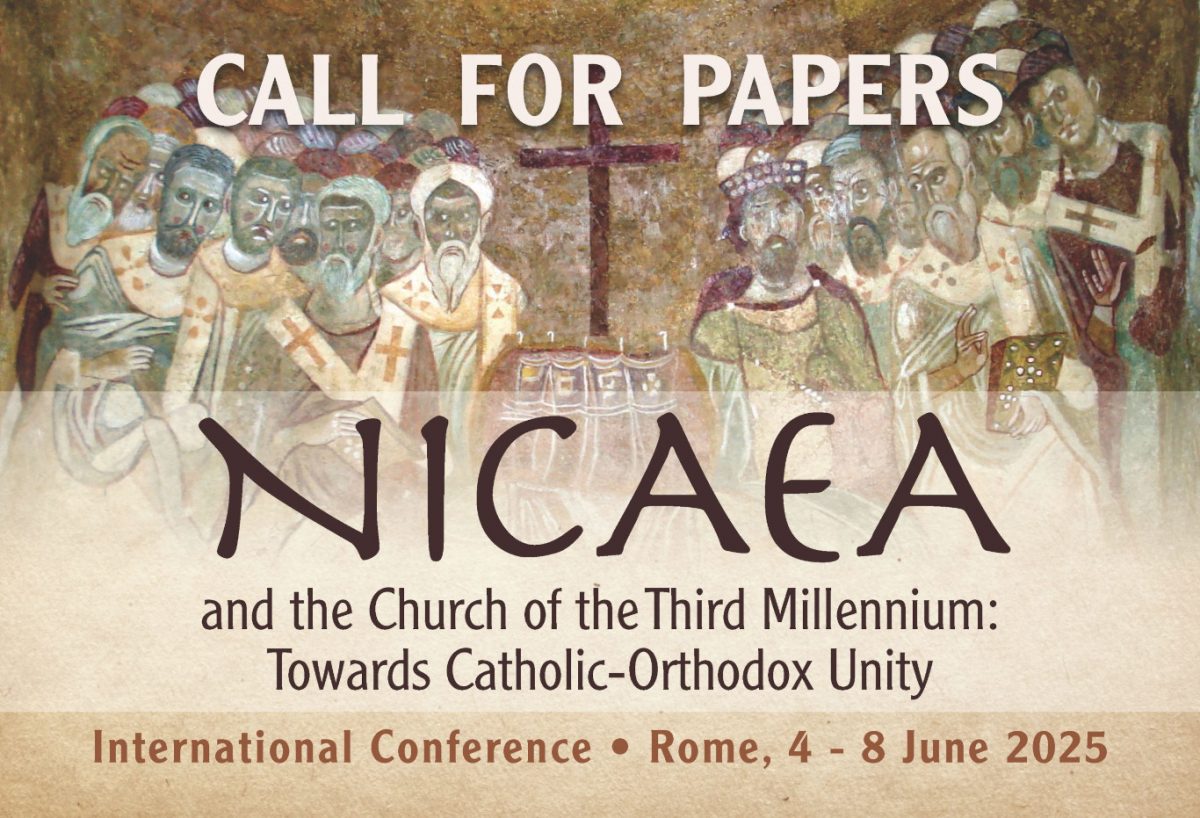 CALL FOR PAPERS
NICAEA
and the Church of the Third Millennium:
Towards Catholic-Orthodox Unity
International Conference • Rome, 4 - 8 June 2025